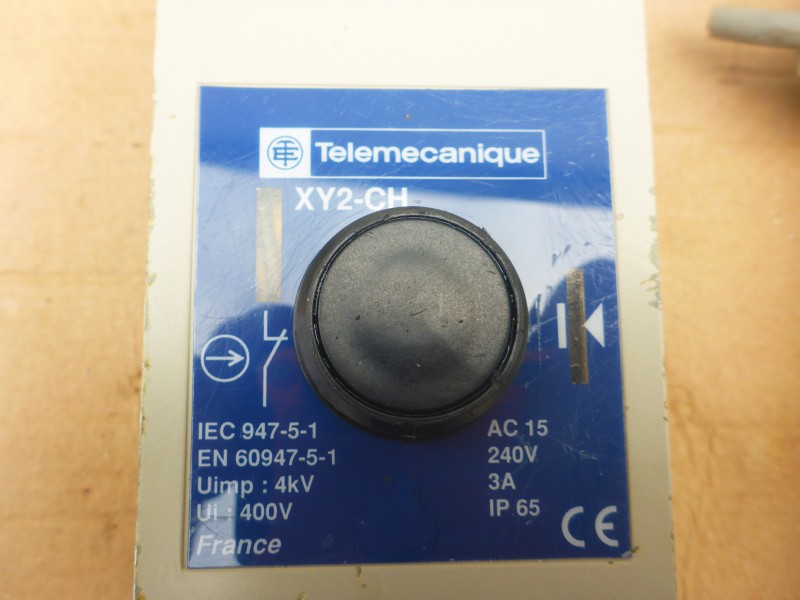 Telemecanique
XY2-CH
IEC 947-5-1
EN 60947-5-1
Uimp : 4kV
Ui : 400V
France
AC 15
240V
3A
IP 65
CE